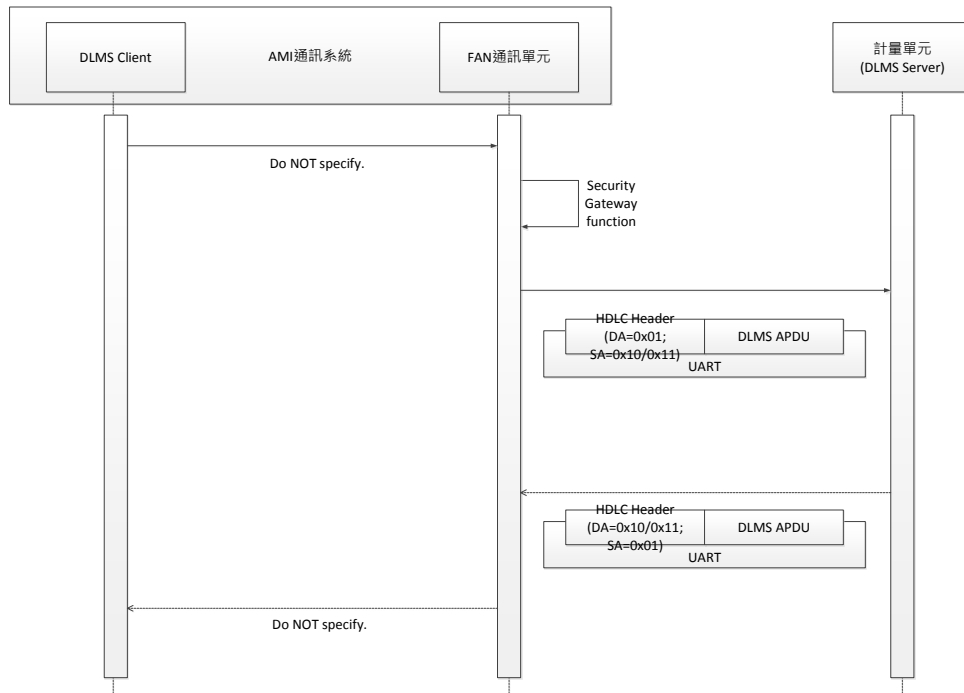 DLMS Client
AMI通訊系統
FAN通訊單元
計量單元
(DLMS Server)
Do NOT specify.
Security
Gateway
function
HDLC Header
(DA=0x01;
SA=0x10/0x11)
DLMS APDU
UART
HDLC Header
(DA=0x10/0x11;
SA=0x01)
DLMS APDU
UART
Do NOT specify.